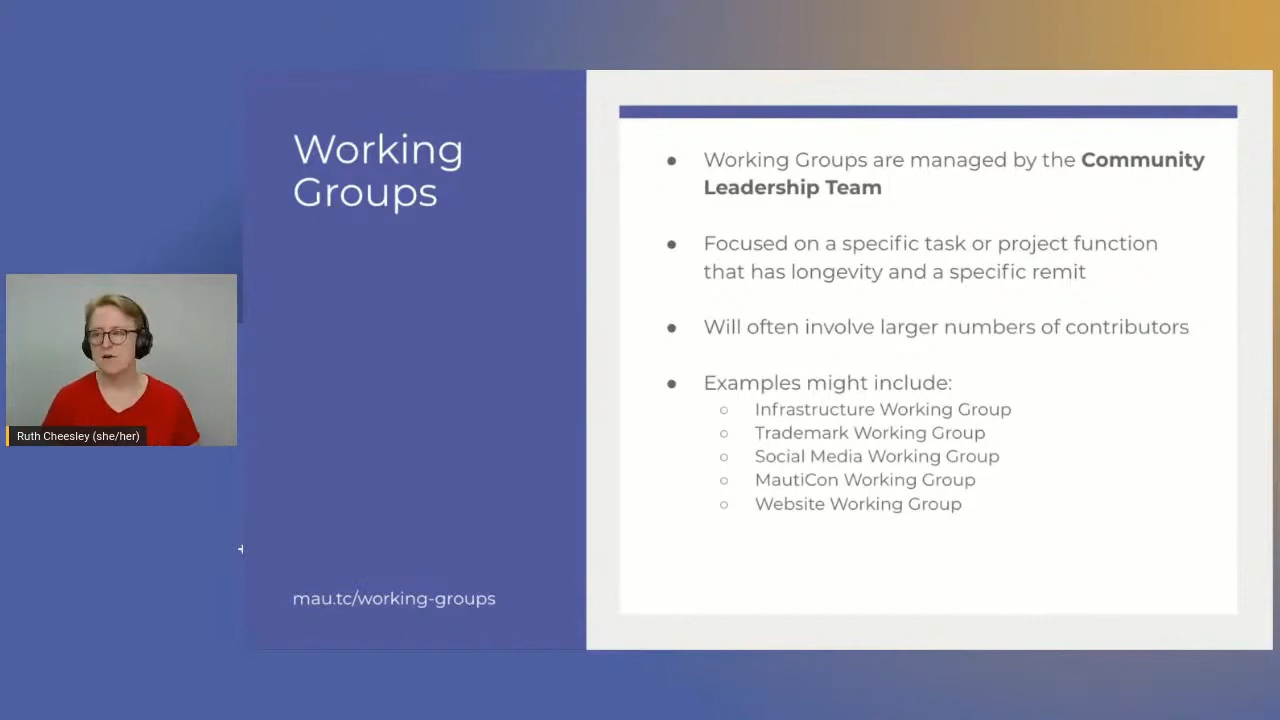 Working
Groups
Working Groups are managed by the Community
Leadership Team
Focused on a specific task or project function
that has longevity and a specific remit
Will often involve larger numbers of contributors
Examples might include:
Infrastructure Working Group
Trademark Working Group
Social Media Working Group
MautiCon Working Group
Website Working Group
Ruth Cheesley (she/her)
mau.tc/working-groups